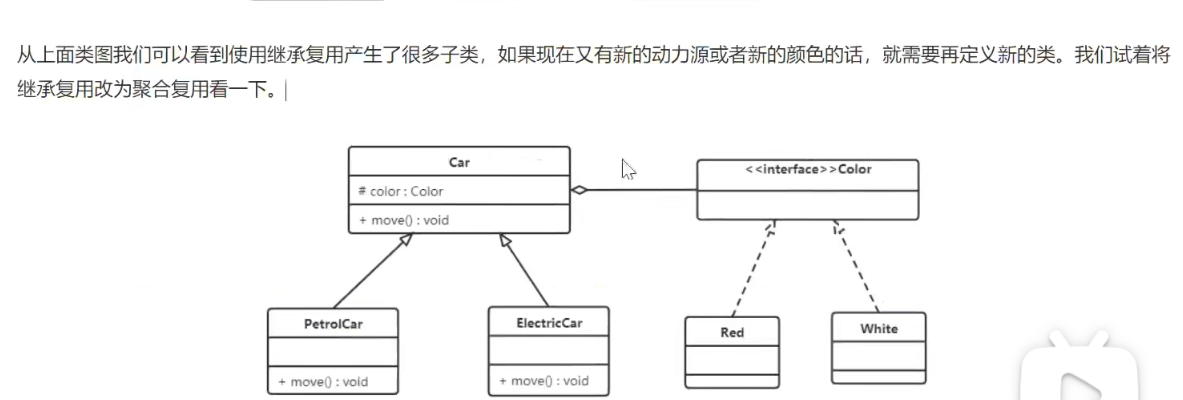 从上面类图我们可以看到使用继承复用产生了很多子类，如果现在又有新的动力源或者新的颜色的话，就需要再定义新的类。我们试着将
继承复用改为聚合复用看一下。
Car
# color : Color
+ move() : void
<<interface>>Color
PetrolCar
+ move() : void
ElectricCar
+ move() : void
Red
White